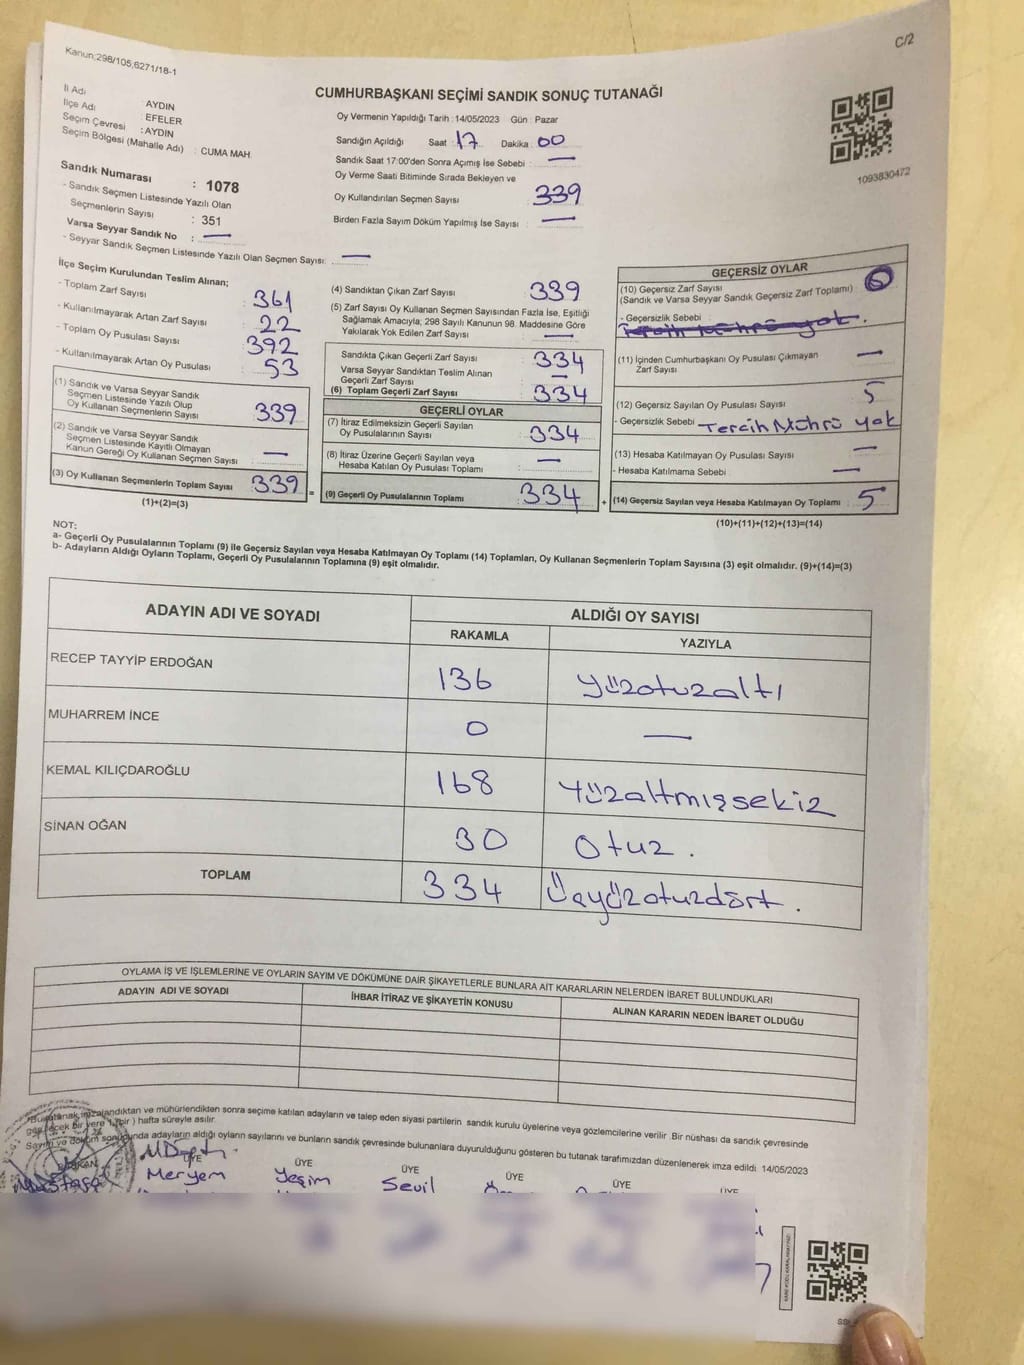 C/2
Kanun;298/105,6271/18-1
CUMHURBAŞKANI SEÇİMİ SANDIK SONUÇ TUTANAĞI
İl Adı : AYDIN
İlçe Adı : EFELER
Seçim Çevresi : AYDIN
Seçim Bölgesi (Mahalle Adı) : CUMA MAH.
Sandık Numarası : 1078
- Sandık Seçmen Listesinde Yazılı Olan
Seçmenlerin Sayısı : 351
Varsa Seyyar Sandık No : —
- Seyyar Sandık Seçmen Listesinde Yazılı Olan Seçmen Sayısı: —
Oy Vermenin Yapıldığı Tarih :14/05/2023 Gün : Pazar
Sandığın Açıldığı Saat : 17 Dakika : 00
Sandık Saat 17:00'den Sonra Açımış İse Sebebi : —
Oy Verme Saati Bitiminde Sırada Bekleyen ve
Oy Kullandırılan Seçmen Sayısı : 339
Birden Fazla Sayım Döküm Yapılmış İse Sayısı : —
1093830472
İlçe Seçim Kurulundan Teslim Alınan;
- Toplam Zarf Sayısı 361
- Kullanılmayarak Artan Zarf Sayısı 22
- Toplam Oy Pusulası Sayısı 392
- Kullanılmayarak Artan Oy Pusulası 53
(1) Sandık ve Varsa Seyyar Sandık
Seçmen Listesinde Yazılı Olup
Oy Kullanan Seçmenlerin Sayısı 339
(2) Sandık ve Varsa Seyyar Sandık
Seçmen Listesinde Kayıtlı Olmayan
Kanun Gereği Oy Kullanan Seçmen Sayısı : —
(3) Oy Kullanan Seçmenlerin Toplam Sayısı 339
(1)+(2)=(3)
(4) Sandıktan Çıkan Zarf Sayısı 339
(5) Zarf Sayısı Oy Kullanan Seçmen Sayısından Fazla İse, Eşitliği
Sağlamak Amacıyla, 298 Sayılı Kanunun 98. Maddesine Göre
Yakılarak Yok Edilen Zarf Sayısı : —
Sandıkta Çıkan Geçerli Zarf Sayısı 334
Varsa Seyyar Sandıktan Teslim Alınan
Geçerli Zarf Sayısı —
(6) Toplam Geçerli Zarf Sayısı 334
GEÇERLİ OYLAR
(7) İtiraz Edilmeksizin Geçerli Sayılan
Oy Pusulalarının Sayısı : 334
(8) İtiraz Üzerine Geçerli Sayılan veya
Hesaba Katılan Oy Pusulası Toplamı : —
= (9) Geçerli Oy Pusulalarının Toplamı 334
GEÇERSİZ OYLAR
(10) Geçersiz Zarf Sayısı
(Sandık ve Varsa Seyyar Sandık Geçersiz Zarf Toplamı) :
- Geçersizlik Sebebi :
Tercih Mührü yok.
(11) İçinden Cumhurbaşkanı Oy Pusulası Çıkmayan
Zarf Sayısı —
(12) Geçersiz Sayılan Oy Pusulası Sayısı 5
- Geçersizlik Sebebi : Tercih Mührü yok
(13) Hesaba Katılmayan Oy Pusulası Sayısı —
- Hesaba Katılmama Sebebi : —
+ (14) Geçersiz Sayılan veya Hesaba Katılmayan Oy Toplamı : 5
(10)+(11)+(12)+(13)=(14)
NOT:
a- Geçerli Oy Pusulalarının Toplamı (9) ile Geçersiz Sayılan veya Hesaba Katılmayan Oy Toplamı (14) Toplamları, Oy Kullanan Seçmenlerin Toplam Sayısına (3) eşit olmalıdır. (9)+(14)=(3)
b- Adayların Aldığı Oyların Toplamı, Geçerli Oy Pusulalarının Toplamına (9) eşit olmalıdır.
ADAYIN ADI VE SOYADI ALDIĞI OY SAYISI
RAKAMLA YAZIYLA
RECEP TAYYİP ERDOĞAN 136 yüzotuzaltı
MUHARREM İNCE 0 —
KEMAL KILIÇDAROĞLU 168 Yüzaltmışsekiz
SİNAN OĞAN 30 Otuz.
TOPLAM 334 Üçyüzotuzdört.
OYLAMA İŞ VE İŞLEMLERİNE VE OYLARIN SAYIM VE DÖKÜMÜNE DAİR ŞİKAYETLERLE BUNLARA AİT KARARLARIN NELERDEN İBARET BULUNDUKLARI
ADAYIN ADI VE SOYADI İHBAR İTİRAZ VE ŞİKAYETİN KONUSU ALINAN KARARIN NEDEN İBARET OLDUĞU
Bu tutanak imzalandıktan ve mühürlendikten sonra seçime katılan adayların ve talep eden siyasi partilerin sandık kurulu üyelerine veya gözlemcilerine verilir .Bir nüshası da sandık çevresinde
görülecek bir yere 1 (bir ) hafta süreyle asılır.
Sayım ve döküm sonucunda adayların aldığı oyların sayılarını ve bunların sandık çevresinde bulunanlara duyurulduğunu gösteren bu tutanak tarafımızdan düzenlenerek imza edildi. 14/05/2023
BAŞKAN ÜYE ÜYE ÜYE ÜYE ÜYE ÜYE
Mustafa Meryem Yeşim Sevil